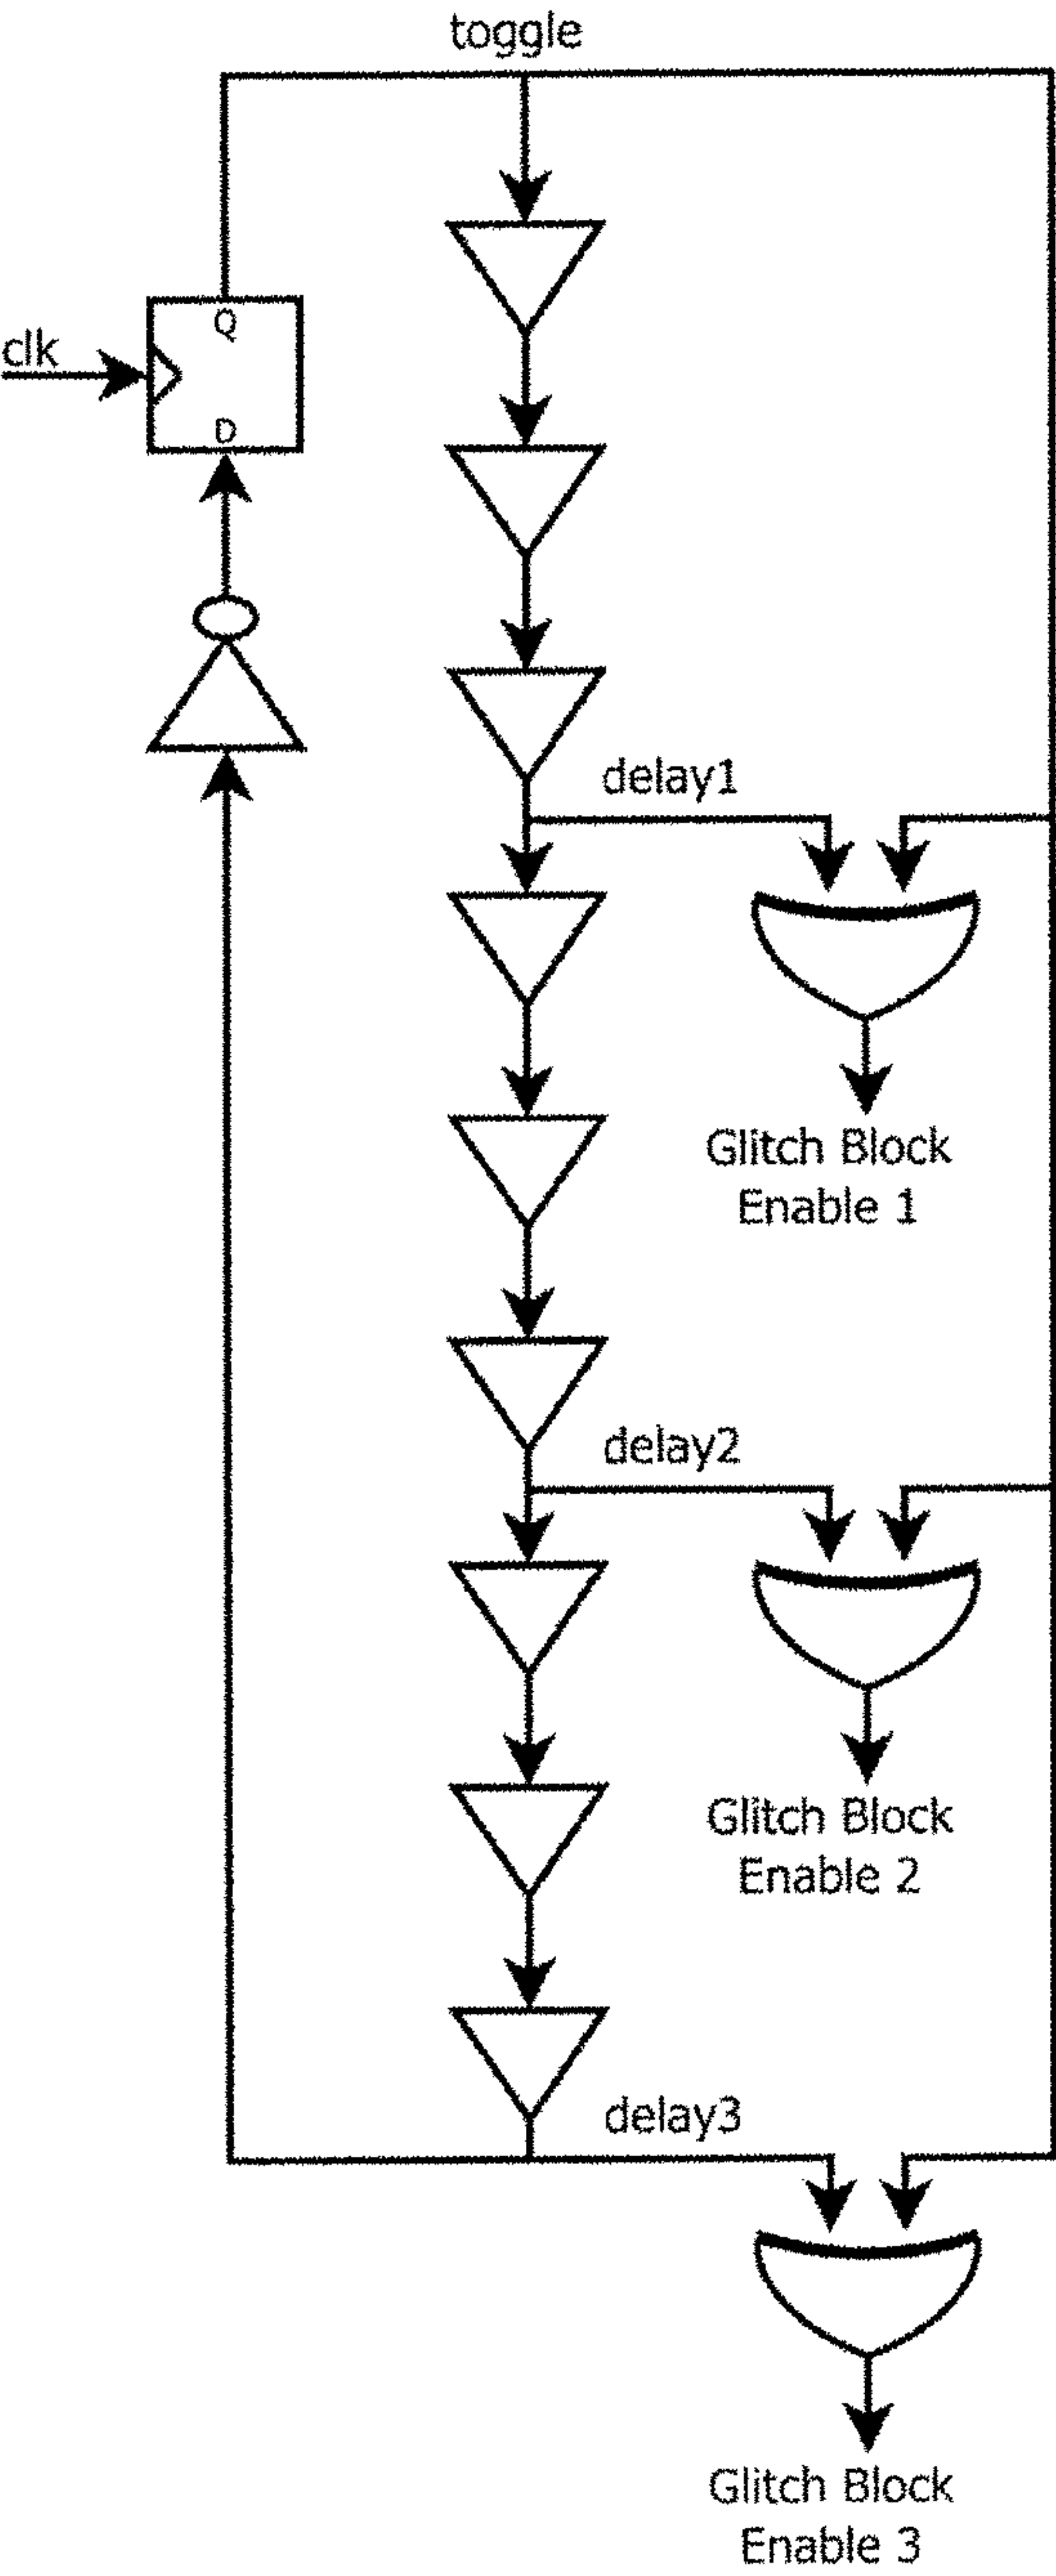 toggle
Q
clk
D
delay1
Glitch Block
Enable 1
delay2
Glitch Block
Enable 2
delay3
Glitch Block
Enable 3